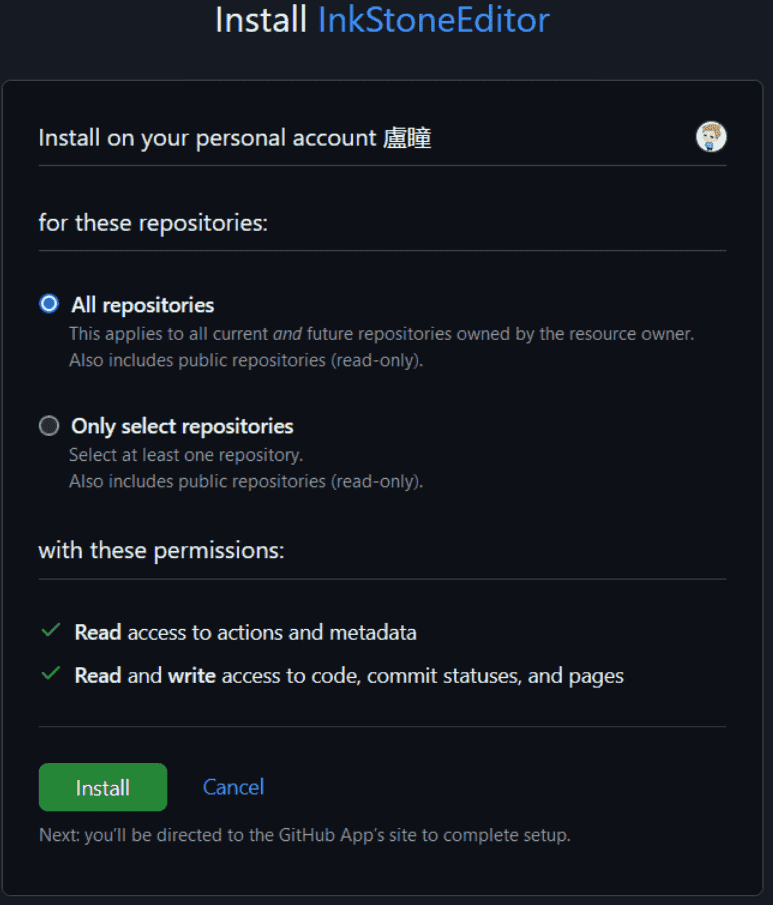 Install InkStoneEditor
Install on your personal account 盧瞳
for these repositories:
All repositories
This applies to all current and future repositories owned by the resource owner.
Also includes public repositories (read-only).
Only select repositories
Select at least one repository.
Also includes public repositories (read-only).
with these permissions:
Read access to actions and metadata
Read and write access to code, commit statuses, and pages
Install Cancel
Next: you'll be directed to the GitHub App's site to complete setup.